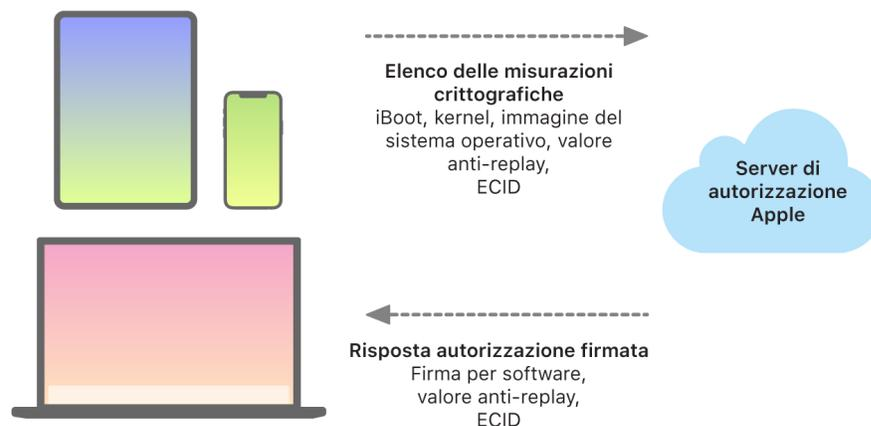 Elenco delle misurazioni
crittografiche
iBoot, kernel, immagine del
sistema operativo, valore
anti-replay,
ECID
Server di
autorizzazione
Apple
Risposta autorizzazione firmata
Firma per software,
valore anti-replay,
ECID